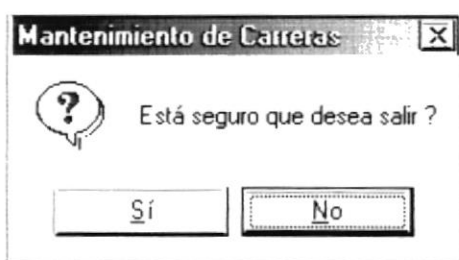 Mantenimiento de Carreras
Está seguro que desea salir ?
Sí
No